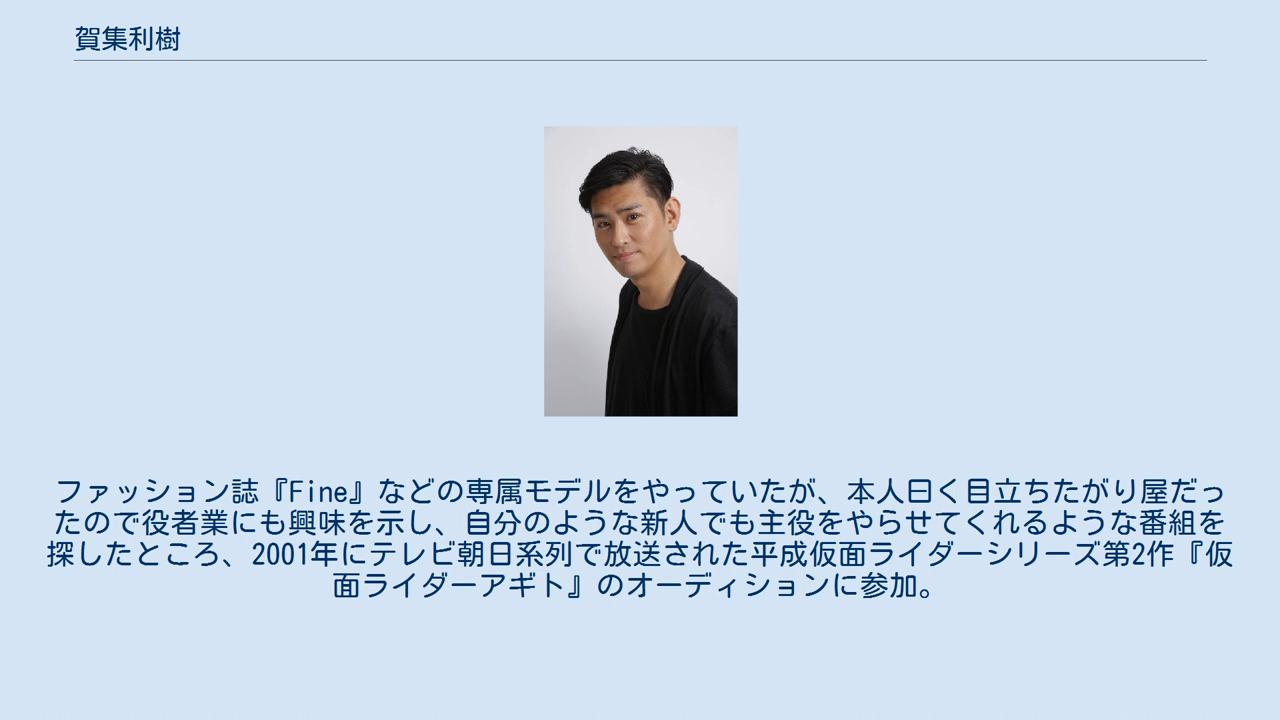 賀集利樹
ファッション誌『Fine』などの専属モデルをやっていたが、本人曰く目立ちたがり屋だっ
たので役者業にも興味を示し、自分のような新人でも主役をやらせてくれるような番組を
探したところ、2001年にテレビ朝日系列で放送された平成仮面ライダーシリーズ第2作『仮
面ライダーアギト』のオーディションに参加。